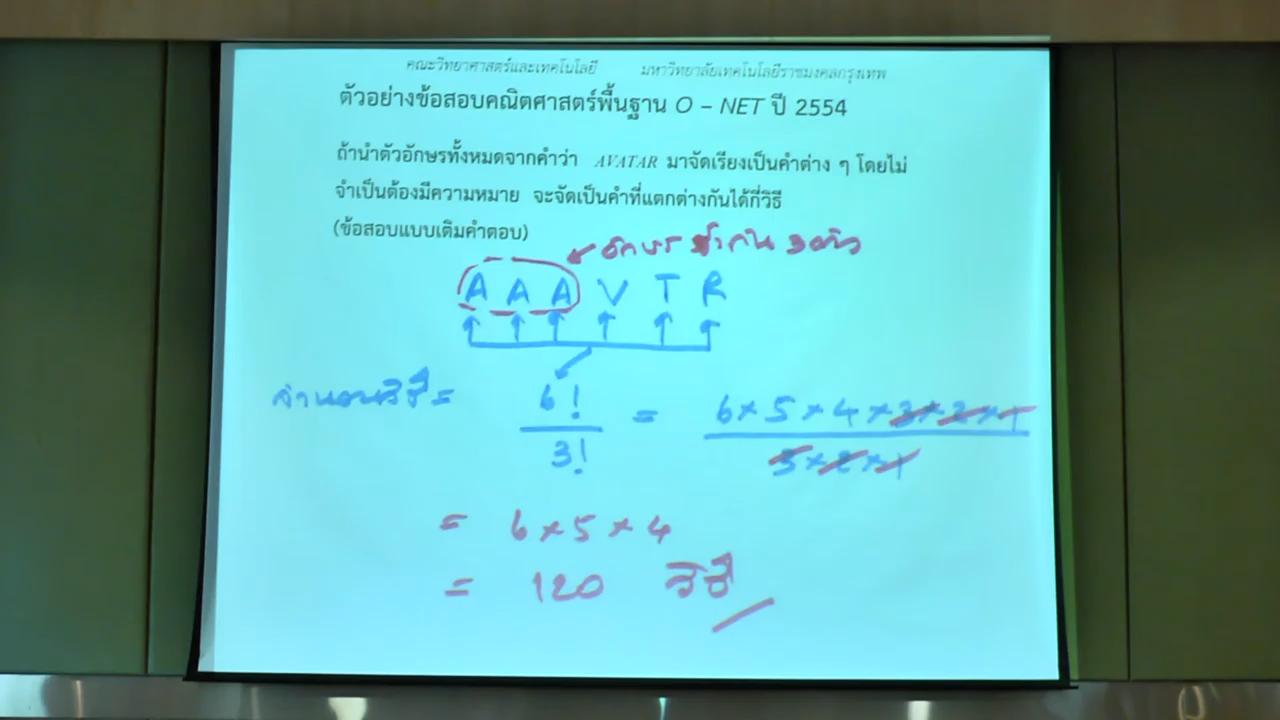 คณะวิทยาศาสตร์และเทคโนโลยี มหาวิทยาลัยเทคโนโลยีราชมงคลกรุงเทพ
ตัวอย่างข้อสอบคณิตศาสตร์พื้นฐาน O – NET ปี 2554
ถ้านำตัวอักษรทั้งหมดจากคำว่า AVATAR มาจัดเรียงเป็นคำต่าง ๆ โดยไม่
จำเป็นต้องมีความหมาย จะจัดเป็นคำที่แตกต่างกันได้กี่วิธี
(ข้อสอบแบบเติมคำตอบ)
อักษรซ้ำกัน 3 ตัว
A A A V T R
จำนวนวิธี = 6! / 3! = 6 × 5 × 4 × 3 × 2 × 1 / 3 × 2 × 1
= 6 × 5 × 4
= 120 วิธี